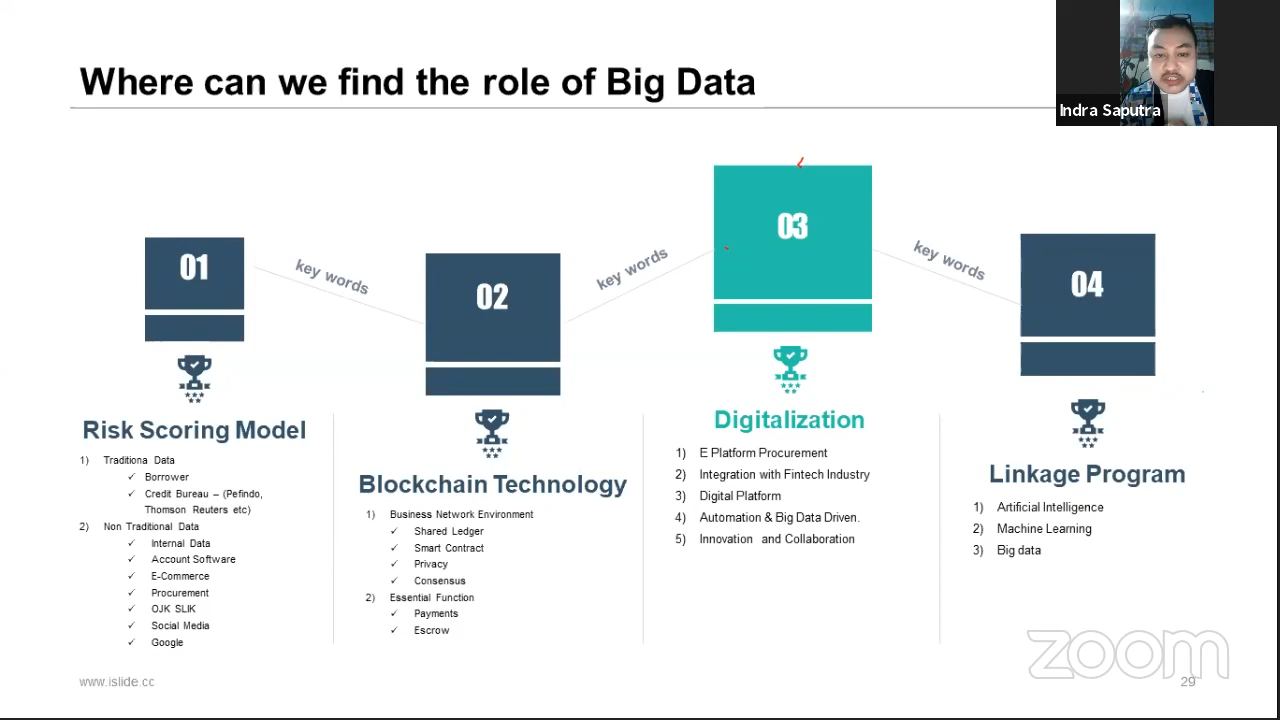 Where can we find the role of Big Data
Indra Saputra
01
key words
02
key words
03
key words
04
Risk Scoring Model
1) Traditiona Data
✓ Borrower
✓ Credit Bureau – (Pefindo,
Thomson Reuters etc)
2) Non Traditional Data
✓ Internal Data
✓ Account Software
✓ E-Commerce
✓ Procurement
✓ OJK SLIK
✓ Social Media
✓ Google
Blockchain Technology
1) Business Network Environment
✓ Shared Ledger
✓ Smart Contract
✓ Privacy
✓ Consensus
2) Essential Function
✓ Payments
✓ Escrow
Digitalization
1) E Platform Procurement
2) Integration with Fintech Industry
3) Digital Platform
4) Automation & Big Data Driven.
5) Innovation and Collaboration
Linkage Program
1) Artificial Intelligence
2) Machine Learning
3) Big data
zoom
www.islide.cc
29